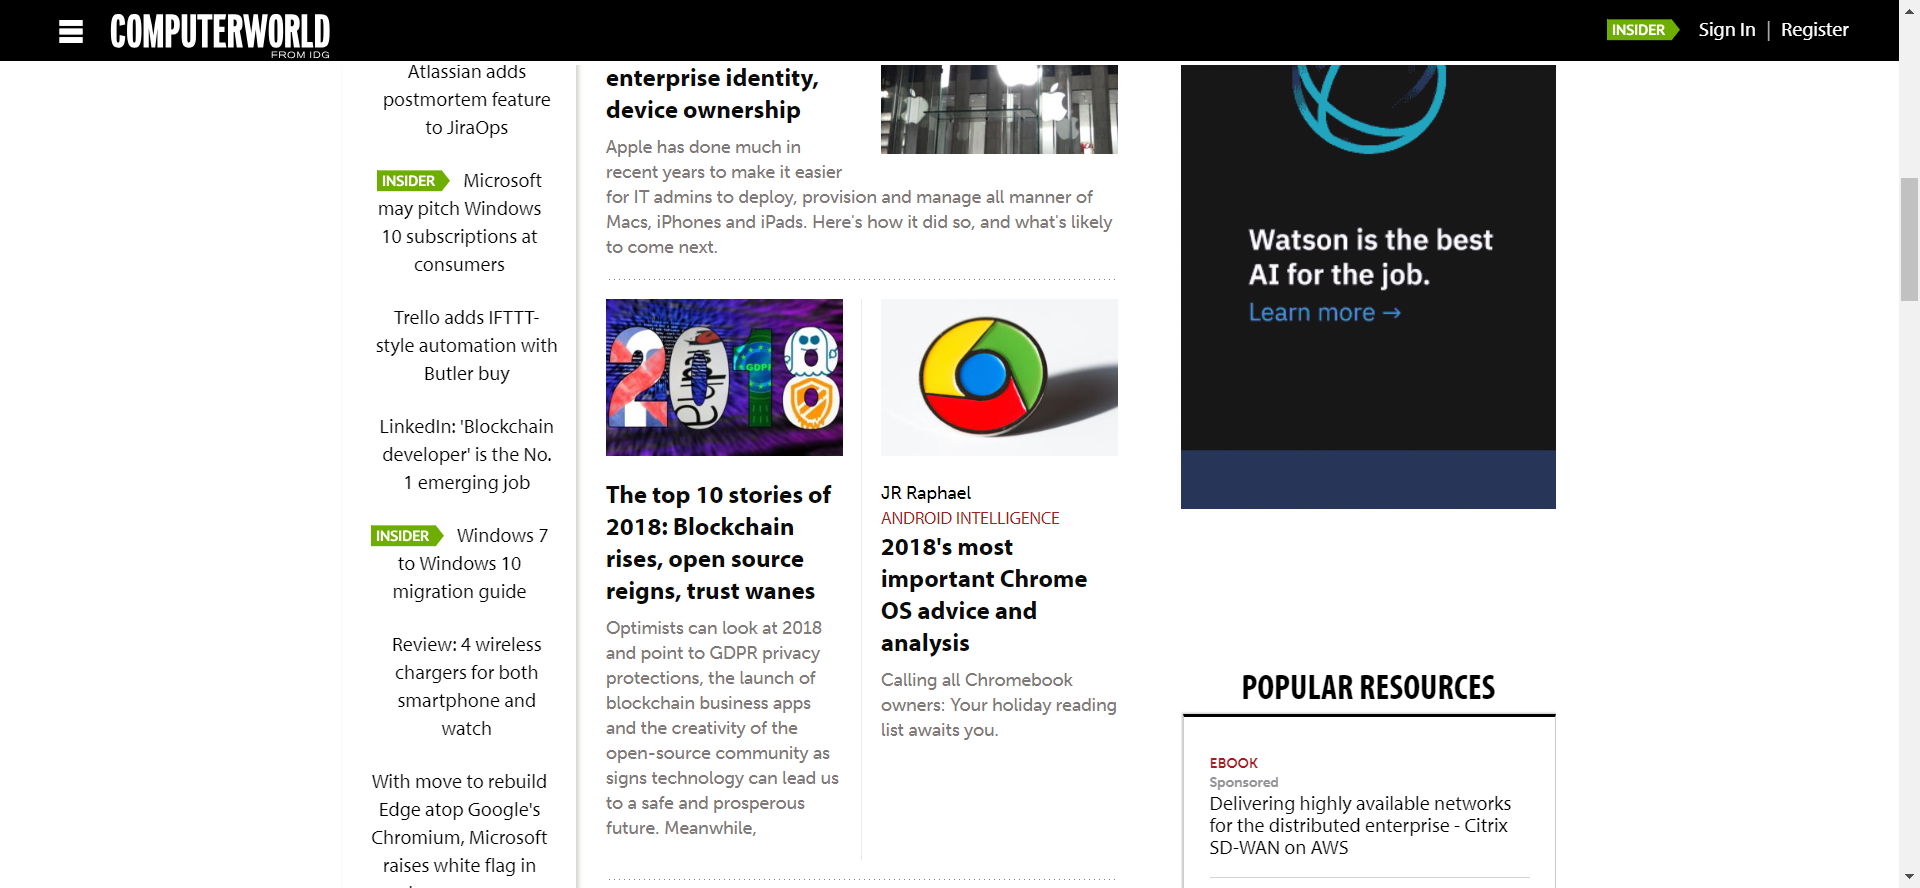 COMPUTERWORLD
FROM IDG
INSIDER
Sign In | Register
Atlassian adds
postmortem feature
to JiraOps
INSIDER Microsoft
may pitch Windows
10 subscriptions at
consumers
Trello adds IFTTT-
style automation with
Butler buy
LinkedIn: 'Blockchain
developer' is the No.
1 emerging job
INSIDER Windows 7
to Windows 10
migration guide
Review: 4 wireless
chargers for both
smartphone and
watch
With move to rebuild
Edge atop Google's
Chromium, Microsoft
raises white flag in
enterprise identity,
device ownership
Apple has done much in
recent years to make it easier
for IT admins to deploy, provision and manage all manner of
Macs, iPhones and iPads. Here's how it did so, and what's likely
to come next.
2018
india
GDPR
The top 10 stories of
2018: Blockchain
rises, open source
reigns, trust wanes
Optimists can look at 2018
and point to GDPR privacy
protections, the launch of
blockchain business apps
and the creativity of the
open-source community as
signs technology can lead us
to a safe and prosperous
future. Meanwhile,
JR Raphael
ANDROID INTELLIGENCE
2018's most
important Chrome
OS advice and
analysis
Calling all Chromebook
owners: Your holiday reading
list awaits you.
Watson is the best
AI for the job.
Learn more →
POPULAR RESOURCES
EBOOK
Sponsored
Delivering highly available networks
for the distributed enterprise - Citrix
SD-WAN on AWS